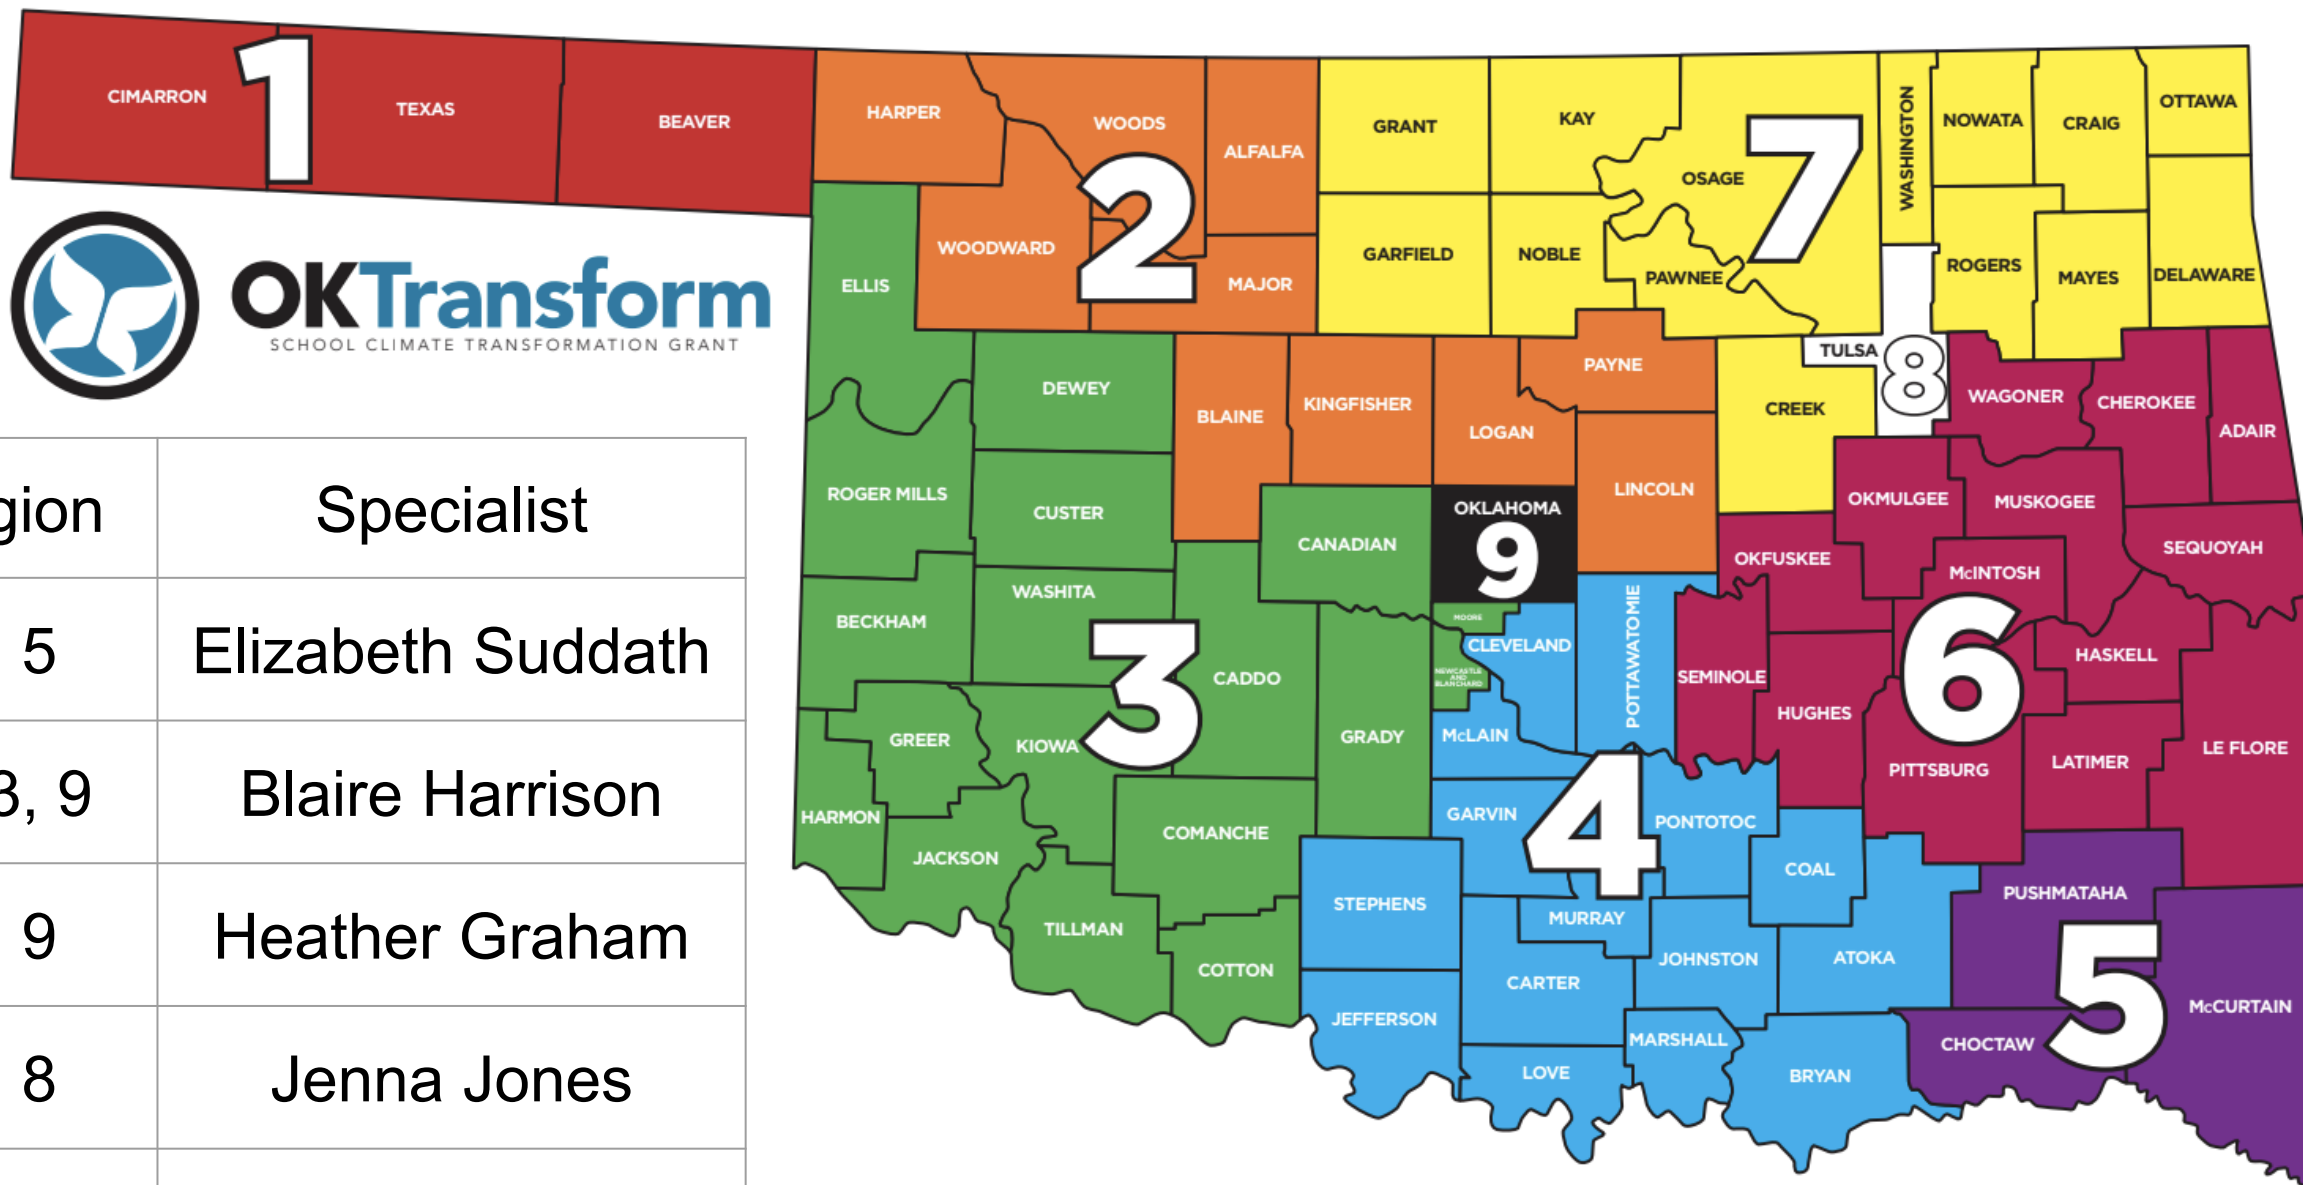 CIMARRON
1
TEXAS
BEAVER
HARPER
WOODS
2
ALFALFA
WOODWARD
MAJOR
GRANT
KAY
OSAGE
7
WASHINGTON
NOWATA
CRAIG
OTTAWA
GARFIELD
NOBLE
PAWNEE
ROGERS
MAYES
DELAWARE
OKTransform
SCHOOL CLIMATE TRANSFORMATION GRANT
ELLIS
DEWEY
BLAINE
KINGFISHER
LOGAN
PAYNE
CREEK
TULSA
8
WAGONER
CHEROKEE
ADAIR
ROGER MILLS
CUSTER
CANADIAN
OKLAHOMA
9
LINCOLN
OKMULGEE
MUSKOGEE
SEQUOYAH
OKFUSKEE
McINTOSH
BECKHAM
WASHITA
3
CADDO
MOORE
CLEVELAND
NEWCASTLE
AND
BLANCHARD
POTTAWATOMIE
SEMINOLE
HUGHES
6
HASKELL
GREER
KIOWA
GRADY
McLAIN
PITTSBURG
LATIMER
LE FLORE
HARMON
JACKSON
COMANCHE
GARVIN
4
PONTOTOC
COAL
TILLMAN
COTTON
STEPHENS
MURRAY
JOHNSTON
ATOKA
PUSHMATAHA
5
McCURTAIN
JEFFERSON
CARTER
MARSHALL
LOVE
BRYAN
CHOCTAW
gion Specialist
5 Elizabeth Suddath
3, 9 Blaire Harrison
9 Heather Graham
8 Jenna Jones